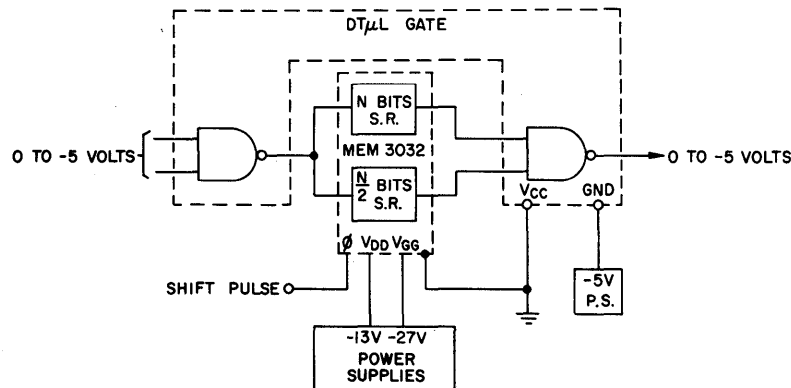 DTμL GATE
N BITS
S.R.
0 TO -5 VOLTS
MEM 3032
0 TO -5 VOLTS
N/2 BITS
S.R.
VCC
GND
ϕ VDD VGG
SHIFT PULSE
-5V
P.S.
-13V -27V
POWER
SUPPLIES